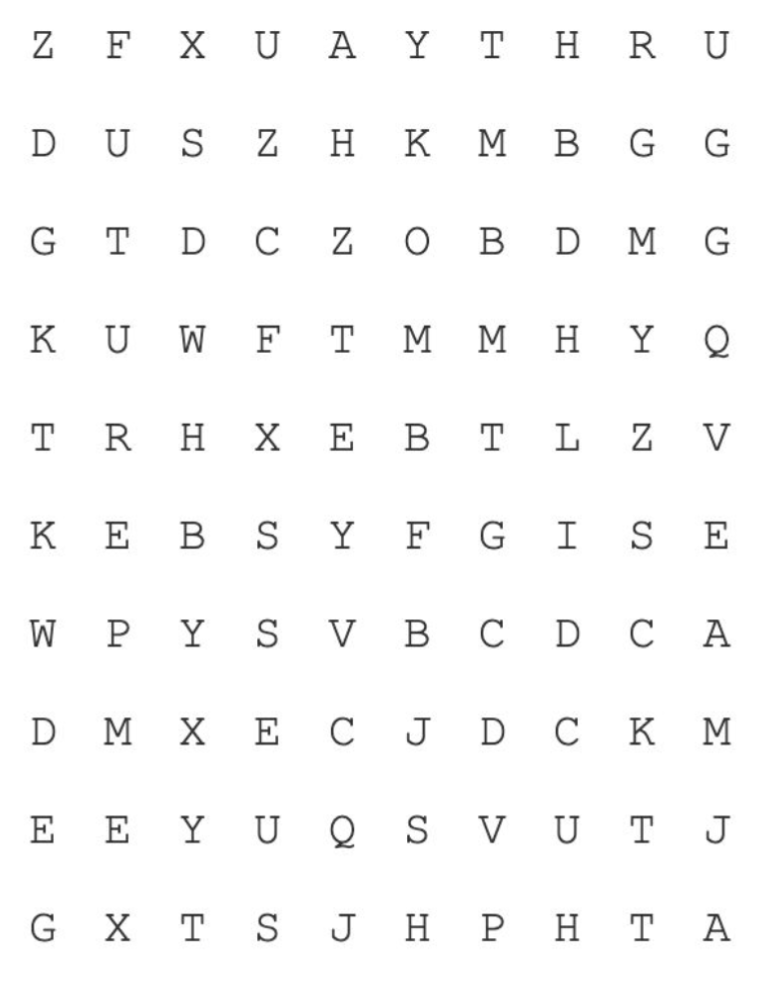 Z F X U A Y T H R U
D U S Z H K M B G G
G T D C Z O B D M G
K U W F T M M H Y Q
T R H X E B T L Z V
K E B S Y F G I S E
W P Y S V B C D C A
D M X E C J D C K M
E E Y U Q S V U T J
G X T S J H P H T A